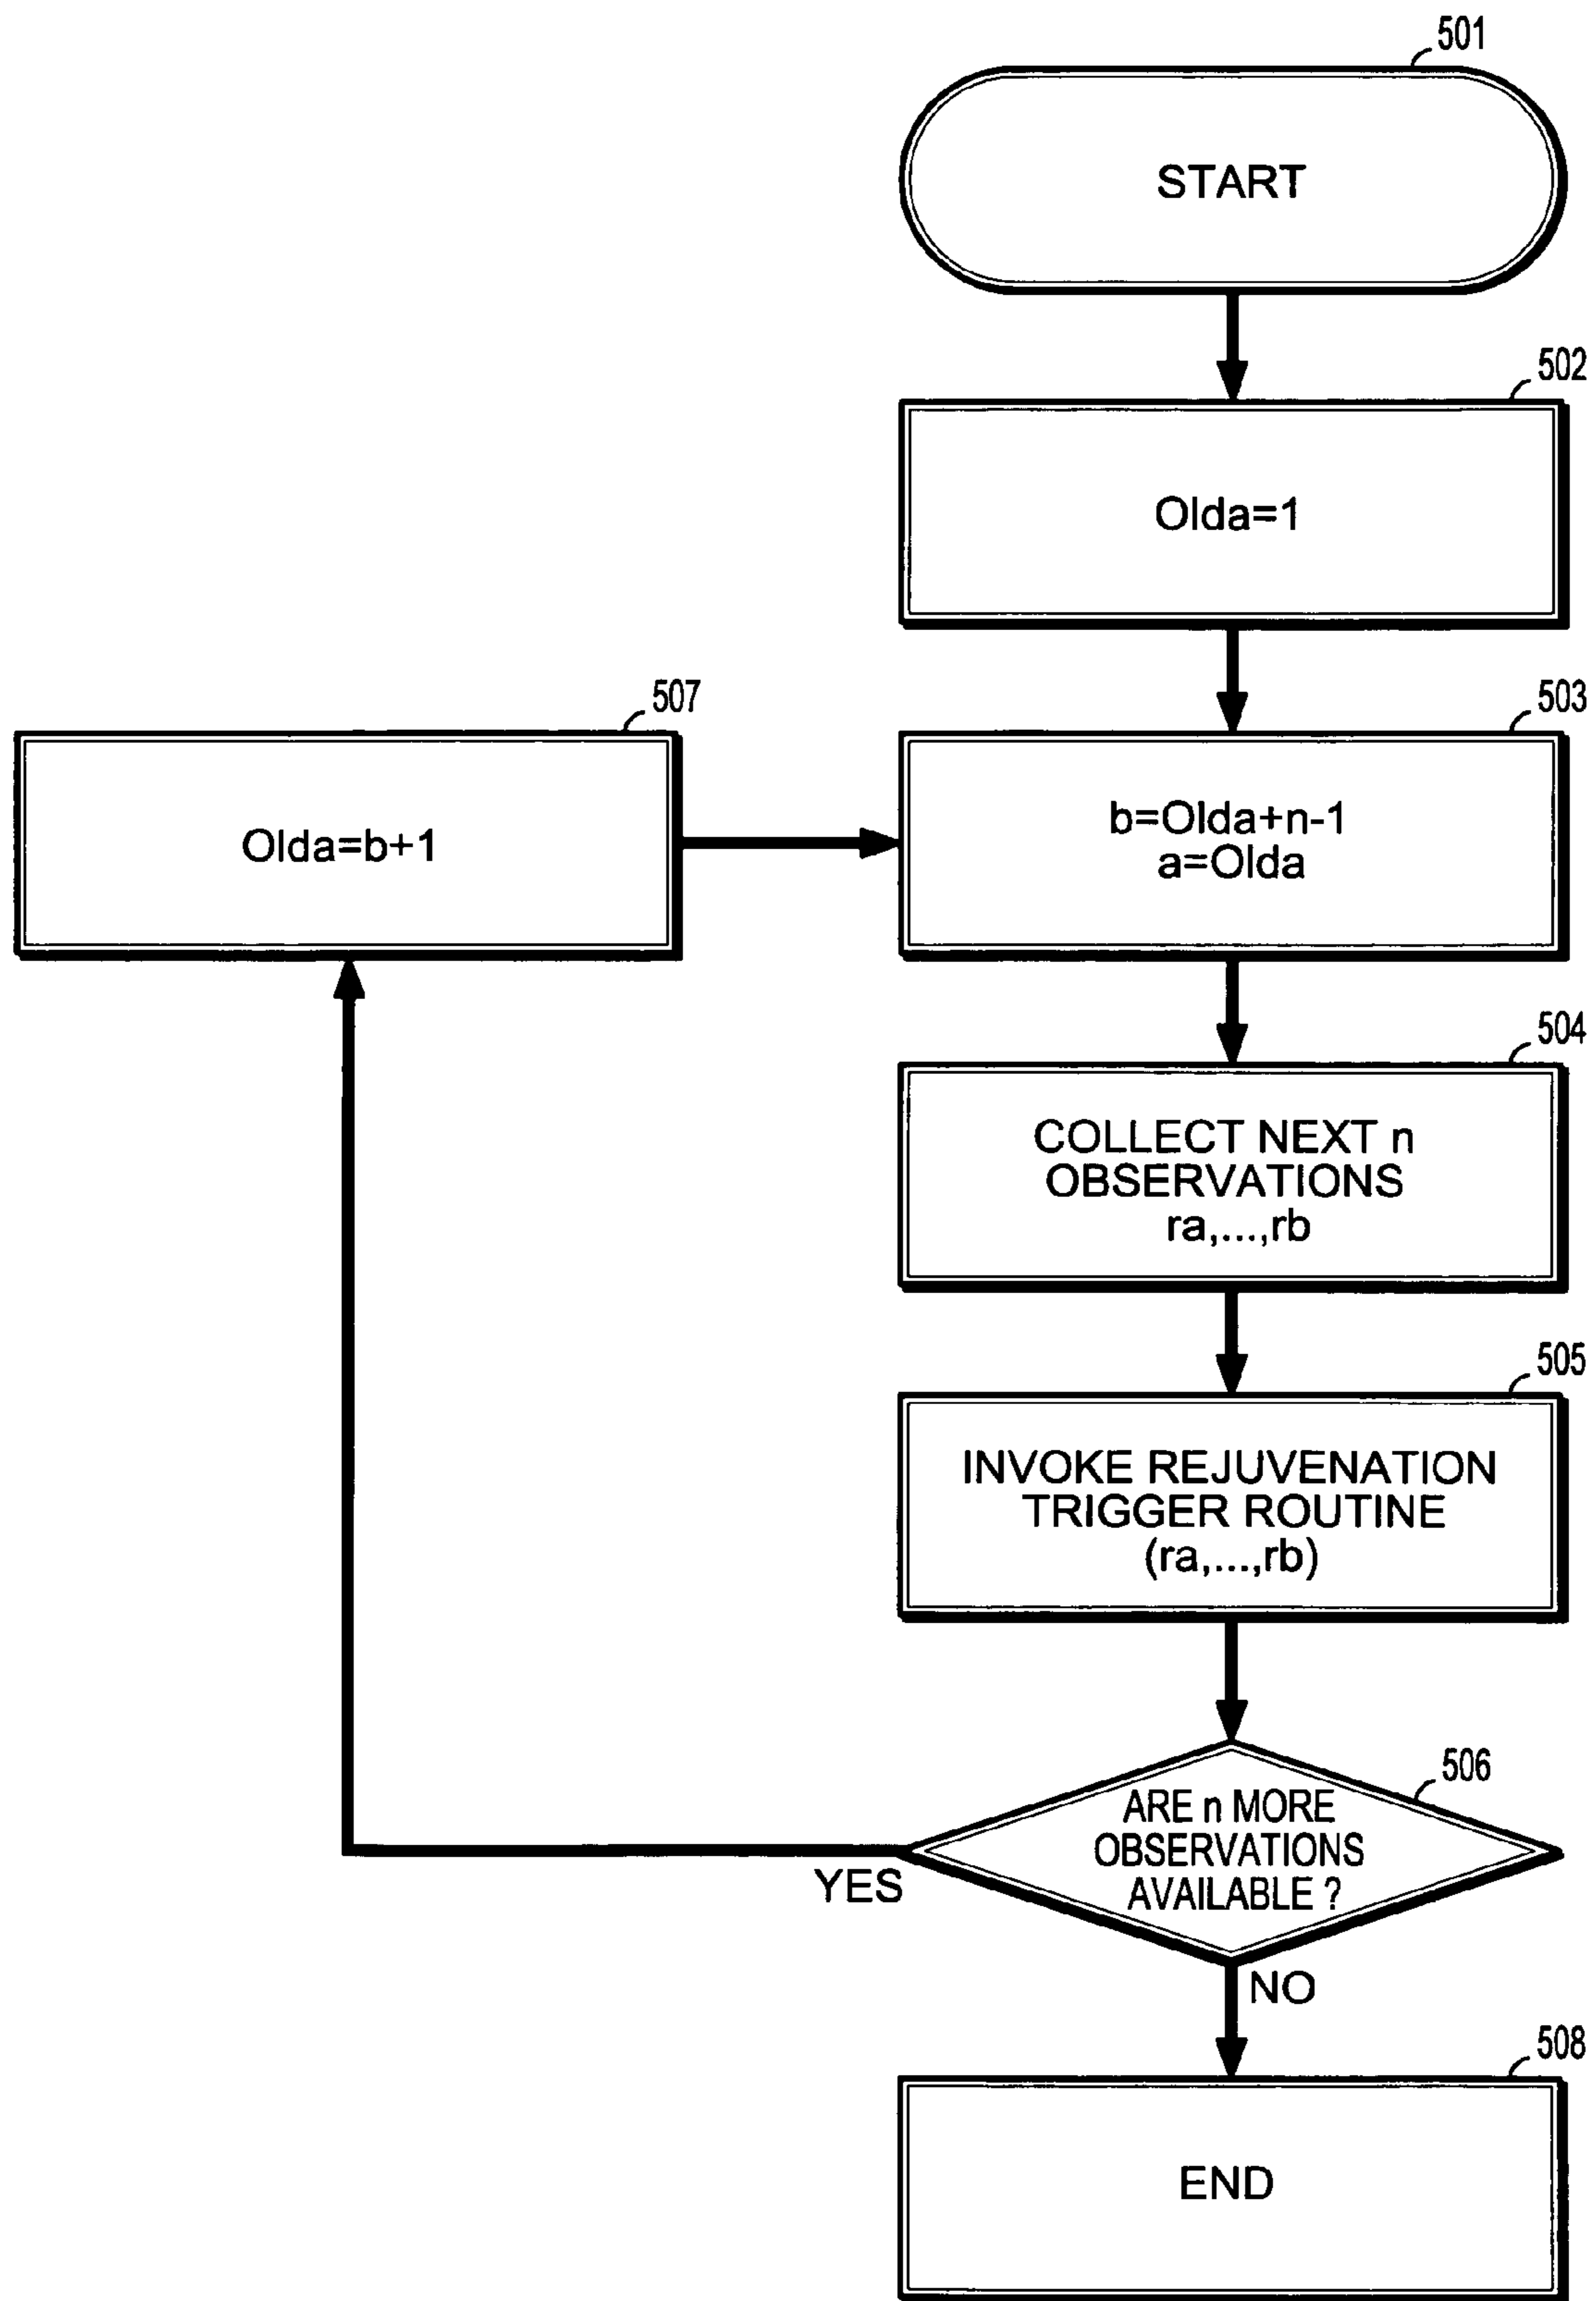 501
START
502
Olda=1
507
Olda=b+1
503
b=Olda+n-1
a=Olda
504
COLLECT NEXT n
OBSERVATIONS
ra,...,rb
505
INVOKE REJUVENATION
TRIGGER ROUTINE
(ra,...,rb)
506
ARE n MORE
OBSERVATIONS
AVAILABLE ?
YES
NO
508
END